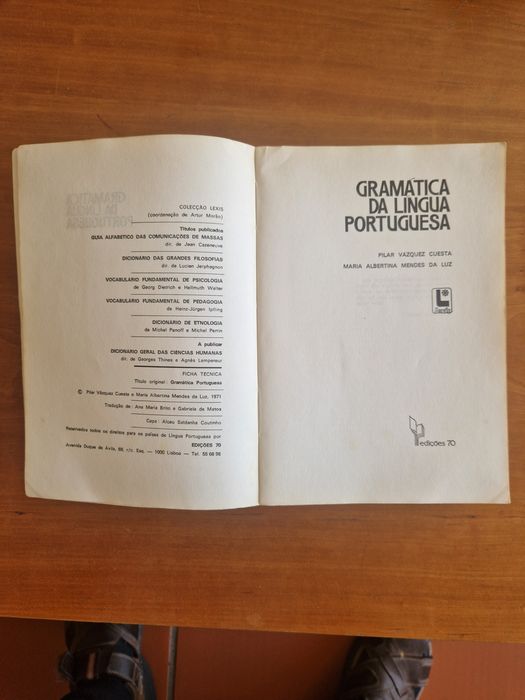 COLECÇÃO LEXIS
(coordenação de Artur Morão)
Títulos publicados
GUIA ALFABÉTICO DAS COMUNICAÇÕES DE MASSAS
dir. de Jean Cazeneuve
DICIONÁRIO DAS GRANDES FILOSOFIAS
dir. de Lucien Jerphagnon
VOCABULÁRIO FUNDAMENTAL DE PSICOLOGIA
de Georg Dietrich e Hellmuth Walter
VOCABULÁRIO FUNDAMENTAL DE PEDAGOGIA
de Heinz-Jürgen Ipfling
DICIONÁRIO DE ETNOLOGIA
de Michel Panoff e Michel Perrin
A publicar
DICIONÁRIO GERAL DAS CIÊNCIAS HUMANAS
dir. de Georges Thines e Agnès Lempereur
FICHA TÉCNICA
Título original: Gramática Portuguesa
© Pilar Vázquez Cuesta e Maria Albertina Mendes da Luz, 1971
Tradução de: Ana Maria Brito e Gabriela de Matos
Capa: Alceu Saldanha Coutinho
Reservados todos os direitos para os países de Língua Portuguesa por
EDIÇÕES 70
Avenida Duque de Ávila, 69, r/c. Esq. — 1000 Lisboa — Tel. 55 68 98
GRAMÁTICA
DA LÍNGUA
PORTUGUESA
PILAR VÁZQUEZ CUESTA
MARIA ALBERTINA MENDES DA LUZ
edições 70